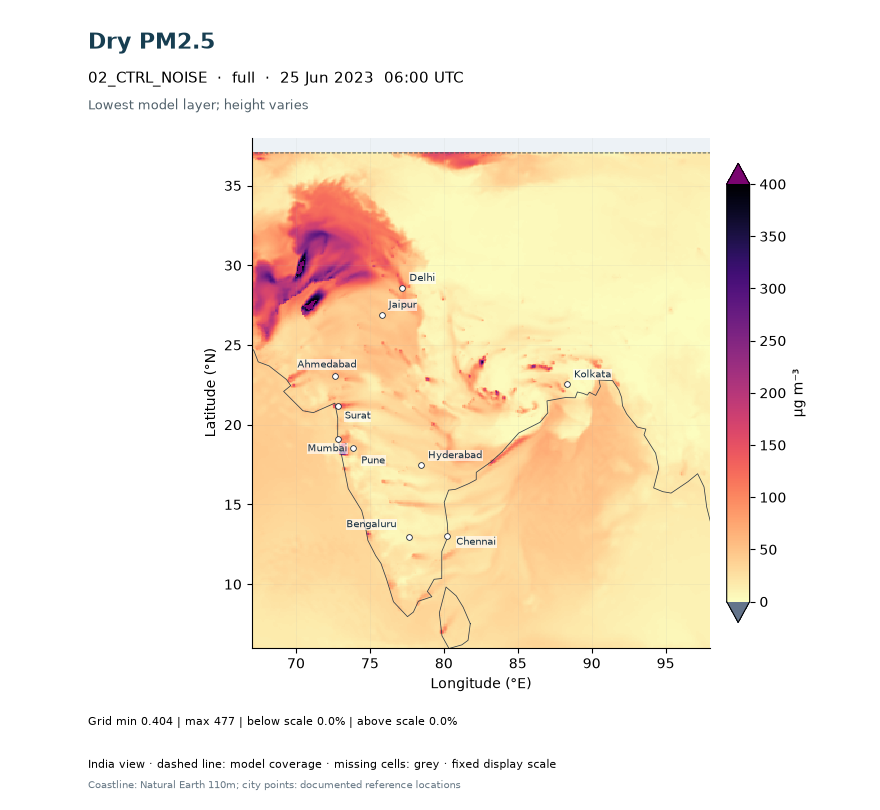 Dry PM2.5
02_CTRL_NOISE · full · 25 Jun 2023 06:00 UTC
Lowest model layer; height varies
35
30
25
20
15
10
Latitude (°N)
70
75
80
85
90
95
Longitude (°E)
Delhi
Jaipur
Ahmedabad
Kolkata
Surat
Mumbai
Pune
Hyderabad
Bengaluru
Chennai
400
350
300
250
200
150
100
50
0
µg m⁻³
Grid min 0.404 | max 477 | below scale 0.0% | above scale 0.0%
India view · dashed line: model coverage · missing cells: grey · fixed display scale
Coastline: Natural Earth 110m; city points: documented reference locations